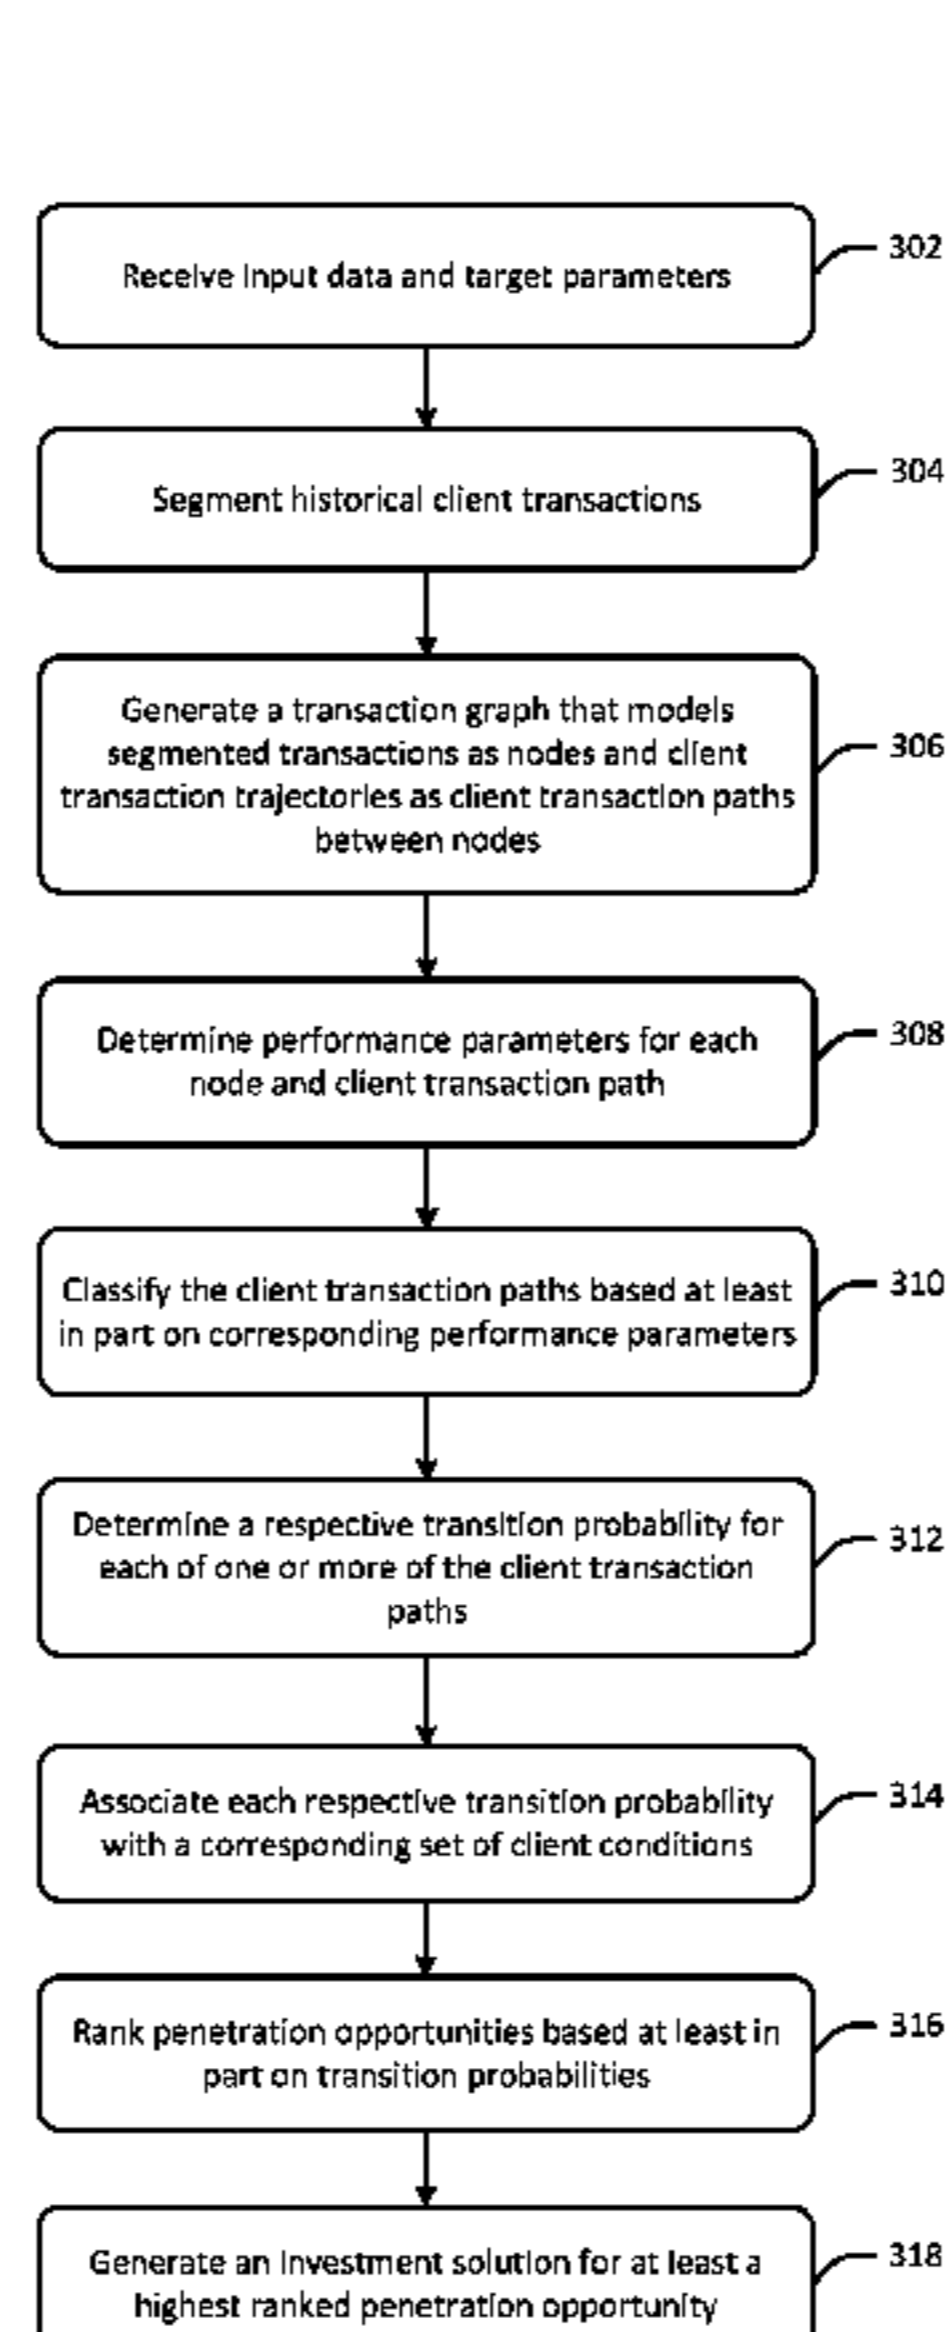 Receive input data and target parameters
302
Segment historical client transactions
304
Generate a transaction graph that models
segmented transactions as nodes and client
transaction trajectories as client transaction paths
between nodes
306
Determine performance parameters for each
node and client transaction path
308
Classify the client transaction paths based at least
in part on corresponding performance parameters
310
Determine a respective transition probability for
each of one or more of the client transaction
paths
312
Associate each respective transition probability
with a corresponding set of client conditions
314
Rank penetration opportunities based at least in
part on transition probabilities
316
Generate an investment solution for at least a
highest ranked penetration opportunity
318